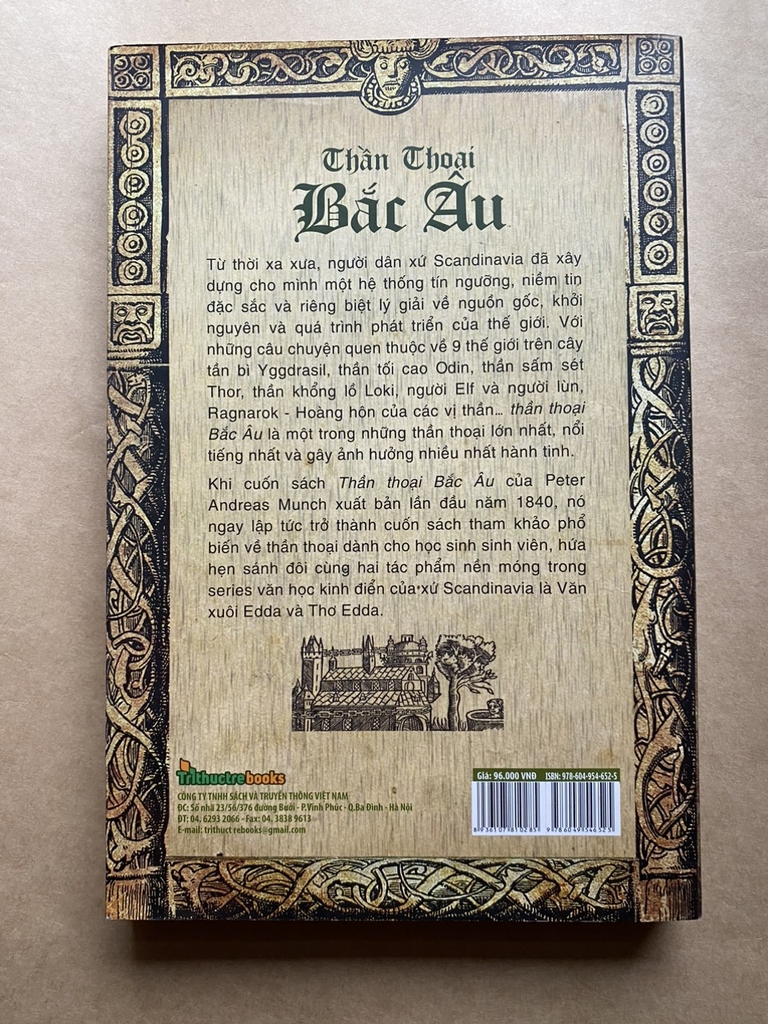 Thần Thoại
Bắc Âu
Từ thời xa xưa, người dân xứ Scandinavia đã xây
dựng cho mình một hệ thống tín ngưỡng, niềm tin
đặc sắc và riêng biệt lý giải về nguồn gốc, khởi
nguyên và quá trình phát triển của thế giới. Với
những câu chuyện quen thuộc về 9 thế giới trên cây
tần bì Yggdrasil, thần tối cao Odin, thần sấm sét
Thor, thần khổng lồ Loki, người Elf và người lùn,
Ragnarok - Hoàng hôn của các vị thần... thần thoại
Bắc Âu là một trong những thần thoại lớn nhất, nổi
tiếng nhất và gây ảnh hưởng nhiều nhất hành tinh.
Khi cuốn sách Thần thoại Bắc Âu của Peter
Andreas Munch xuất bản lần đầu năm 1840, nó
ngay lập tức trở thành cuốn sách tham khảo phổ
biến về thần thoại dành cho học sinh sinh viên, hứa
hẹn sánh đôi cùng hai tác phẩm nền móng trong
series văn học kinh điển của xứ Scandinavia là Văn
xuôi Edda và Thơ Edda.
Trithuctrebooks
CÔNG TY TNHH SÁCH VÀ TRUYỀN THÔNG VIỆT NAM
ĐC: Số nhà 23/56/376 đường Bưởi - P.Vĩnh Phúc - Q.Ba Đình - Hà Nội
ĐT: 04. 6293 2066 - Fax: 04. 3838 9613
E-mail: trithuct rebooks@gmail.com
Giá: 96.000 VNĐ
ISBN: 978-604-954-652-5
8 936107 810285
9 786049 546525